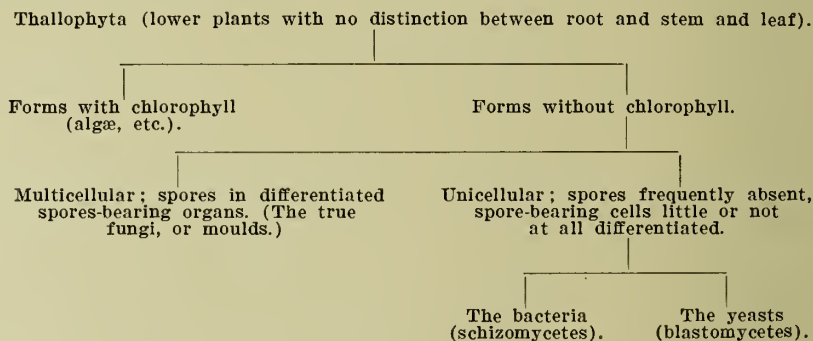 Thallophyta (lower plants with no distinction between root and stem and leaf).
Forms with chlorophyll
(algæ, etc.).
Forms without chlorophyll.
Multicellular; spores in differentiated
spores-bearing organs. (The true
fungi, or moulds.)
Unicellular; spores frequently absent,
spore-bearing cells little or not
at all differentiated.
The bacteria
(schizomycetes).
The yeasts
(blastomycetes).